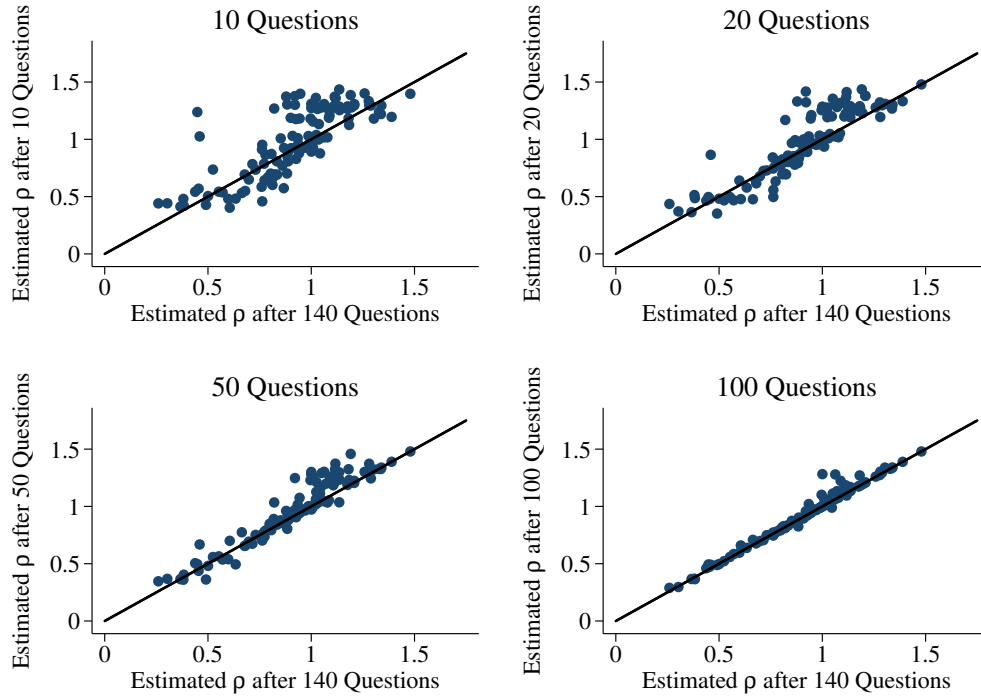 10 Questions
Estimated ρ after 10 Questions
1.5
1
0.5
0
0
0.5
1
1.5
Estimated ρ after 140 Questions
20 Questions
Estimated ρ after 20 Questions
1.5
1
0.5
0
0
0.5
1
1.5
Estimated ρ after 140 Questions
50 Questions
Estimated ρ after 50 Questions
1.5
1
0.5
0
0
0.5
1
1.5
Estimated ρ after 140 Questions
100 Questions
Estimated ρ after 100 Questions
1.5
1
0.5
0
0
0.5
1
1.5
Estimated ρ after 140 Questions